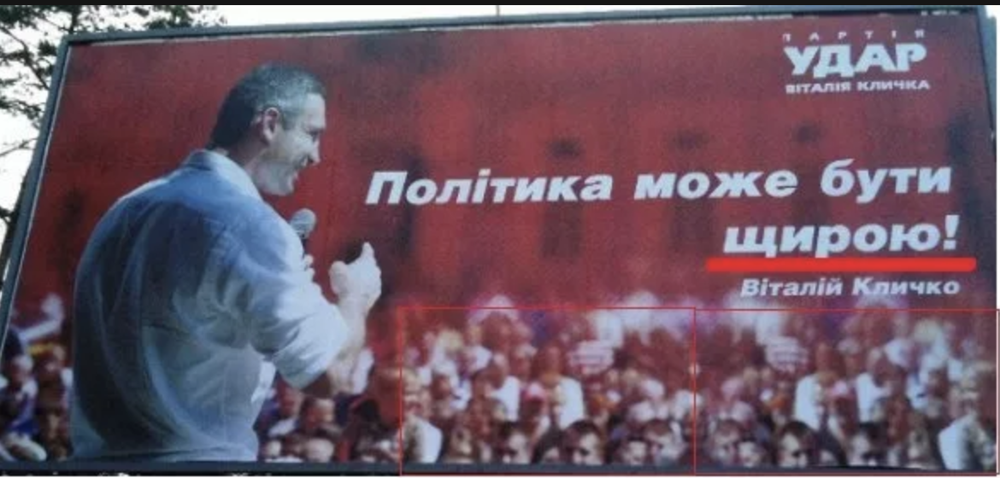 ПАРТІЯ
УДАР
ВІТАЛІЯ КЛИЧКА
Політика може бути
щирою!
Віталій Кличко